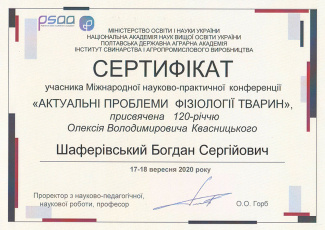 psaa
МІНІСТЕРСТВО ОСВІТИ І НАУКИ УКРАЇНИ
НАЦІОНАЛЬНА АКАДЕМІЯ НАУК ВИЩОЇ ОСВІТИ УКРАЇНИ
ПОЛТАВСЬКА ДЕРЖАВНА АГРАРНА АКАДЕМІЯ
ІНСТИТУТ СВИНАРСТВА І АГРОПРОМИСЛОВОГО ВИРОБНИЦТВА
СЕРТИФІКАТ
учасника Міжнародної науково-практичної конференції
«АКТУАЛЬНІ ПРОБЛЕМИ ФІЗІОЛОГІЇ ТВАРИН»,
присвячена 120-річчю
Олексія Володимировича Квасницького
Шаферівський Богдан Сергійович
17-18 вересня 2020 року
Проректор з науково-педагогічної,
наукової роботи, професор
О.О. Горб